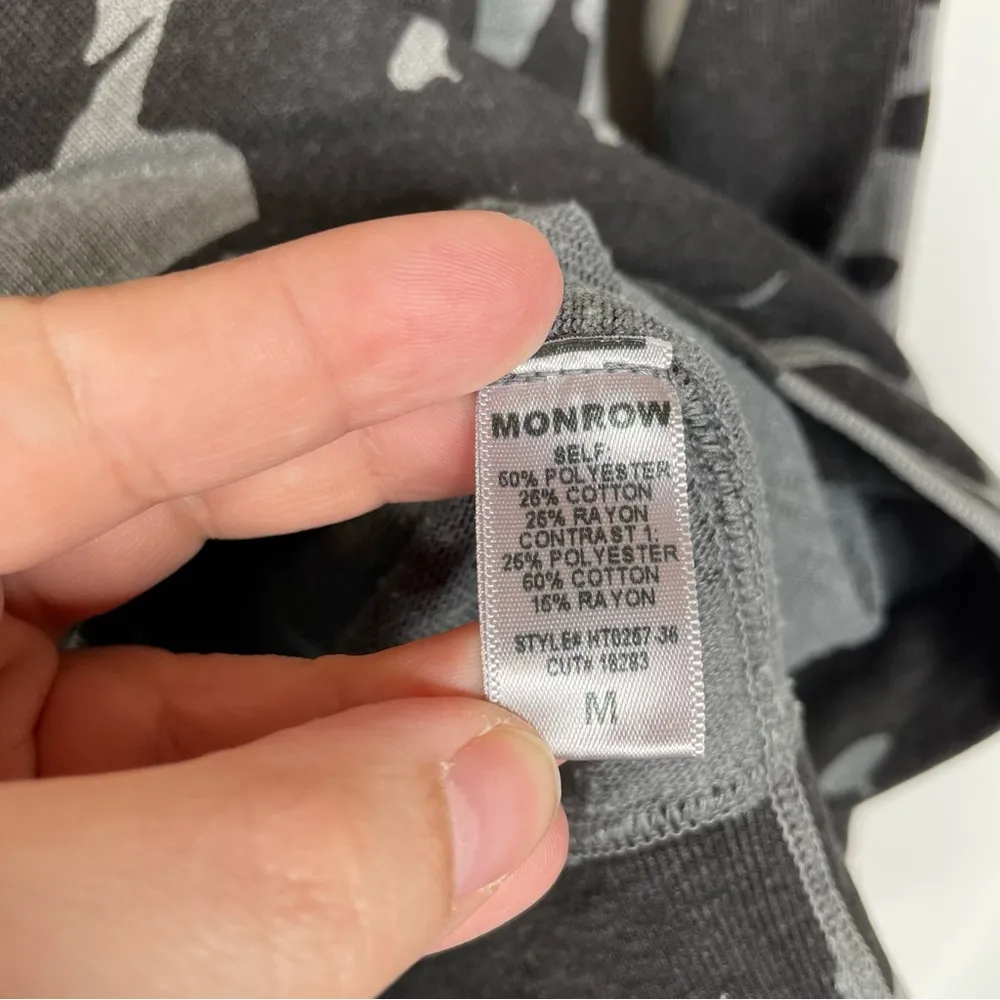 MONROW
SELF:
50% POLYESTER
25% COTTON
25% RAYON
CONTRAST 1:
25% POLYESTER
60% COTTON
15% RAYON
STYLE# HT0267-36
CUT# 18283
M